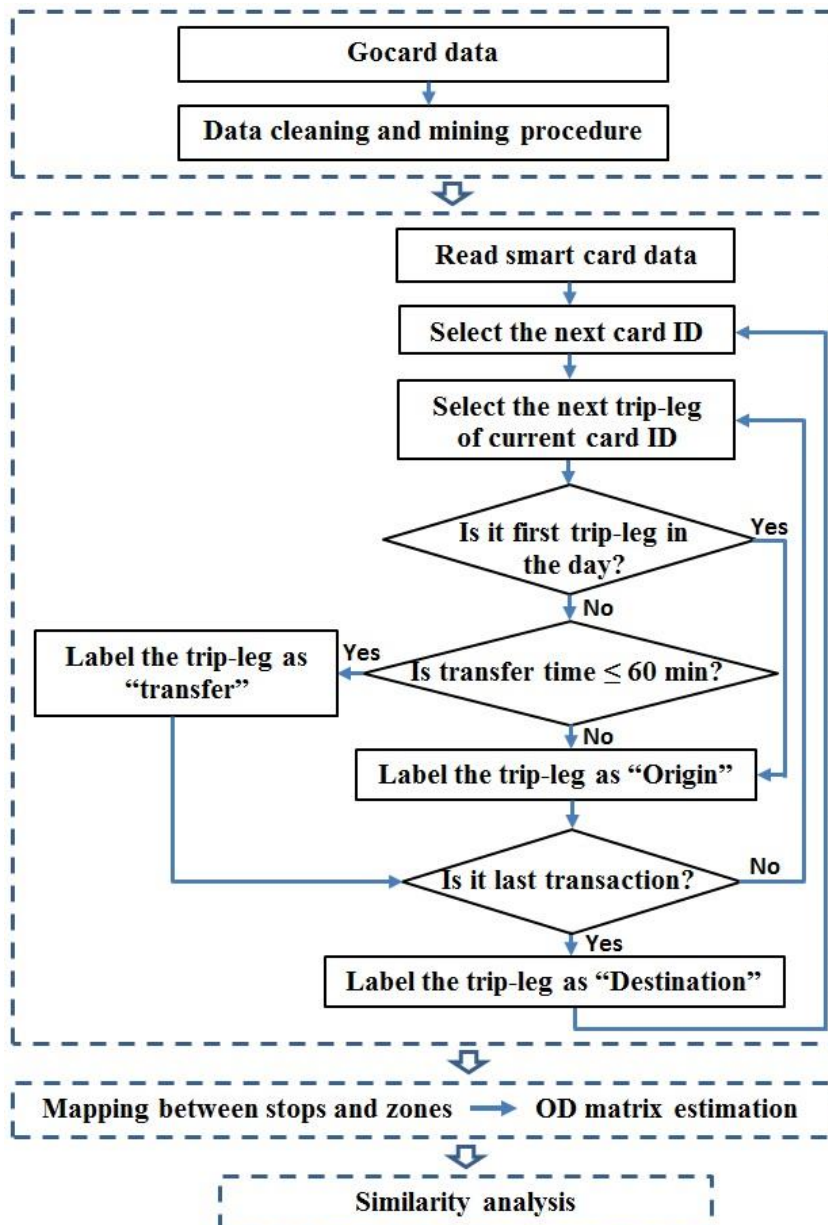 Gocard data
Data cleaning and mining procedure
Read smart card data
Select the next card ID
Select the next trip-leg
of current card ID
Is it first trip-leg in
the day?
Yes
No
Label the trip-leg as
“transfer”
Yes
Is transfer time ≤ 60 min?
No
Label the trip-leg as “Origin”
Is it last transaction?
No
Yes
Label the trip-leg as “Destination”
Mapping between stops and zones
OD matrix estimation
Similarity analysis